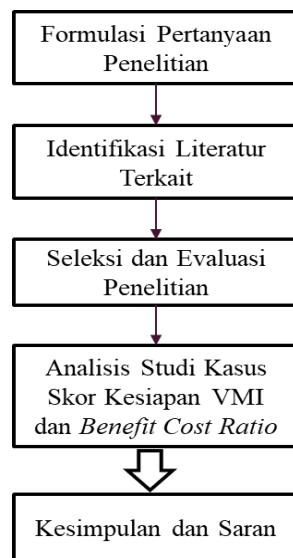 Formulasi Pertanyaan
Penelitian
Identifikasi Literatur
Terkait
Seleksi dan Evaluasi
Penelitian
Analisis Studi Kasus
Skor Kesiapan VMI
dan Benefit Cost Ratio
Kesimpulan dan Saran